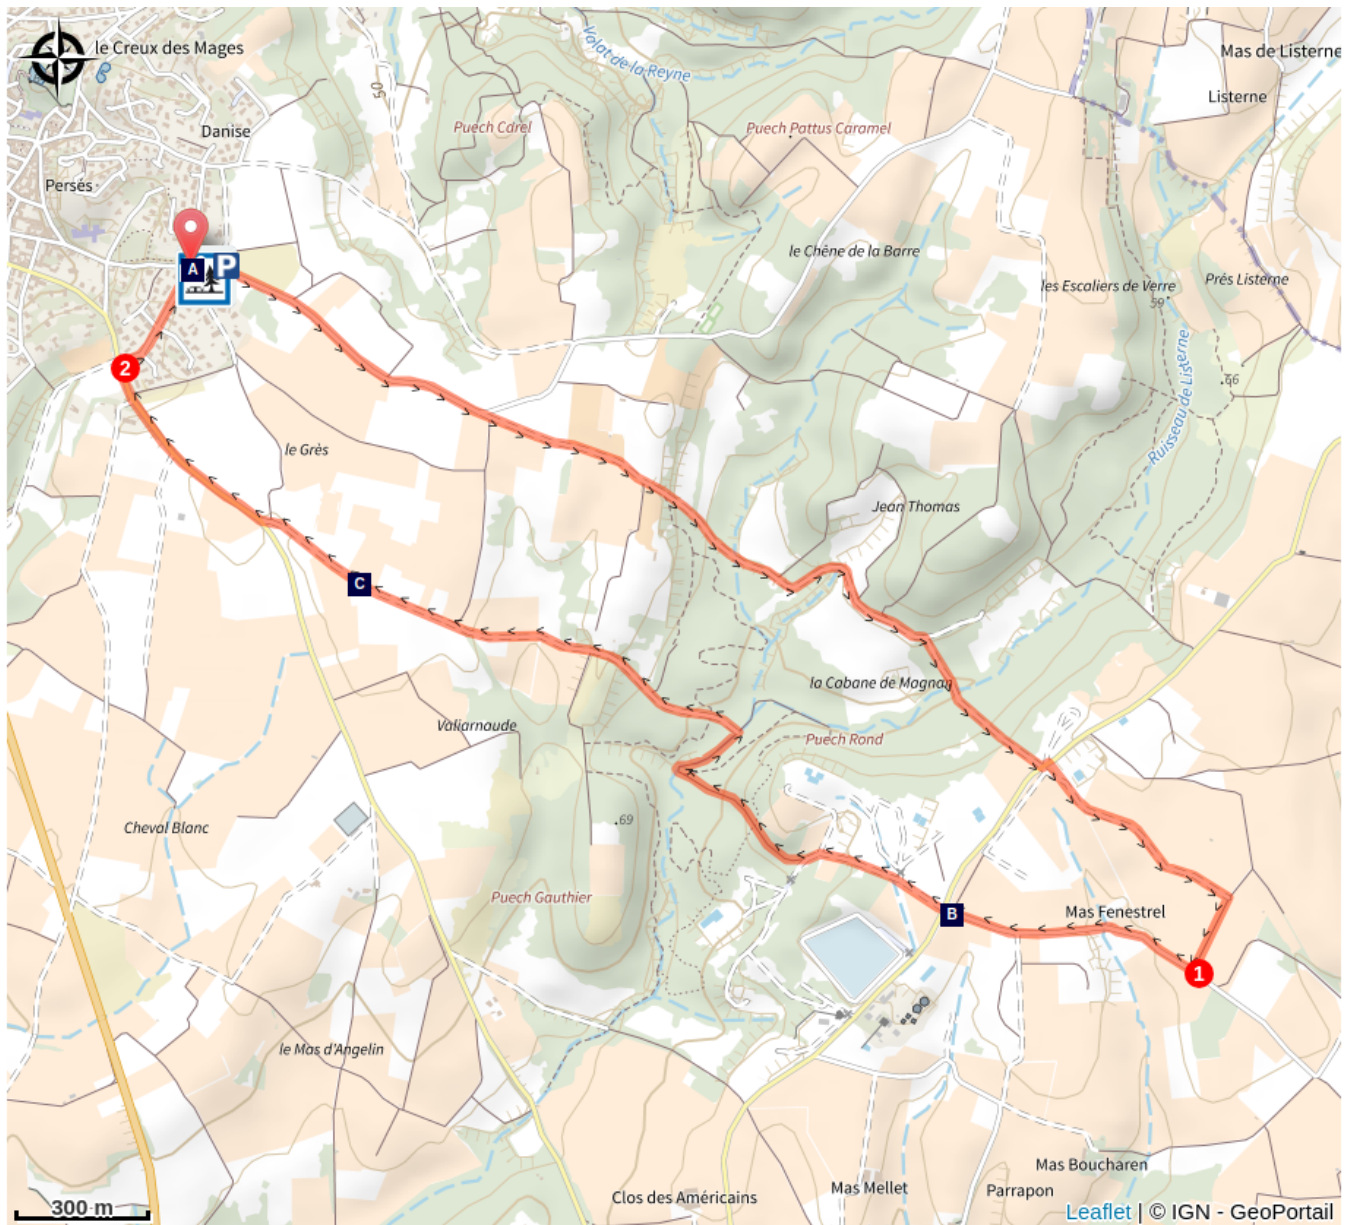 le Creux des Mages
Volat de la Reyne
Mas de Listerne
50
Listerne
Danise
Puech Carel
Puech Pattus Caramel
Persés
le Chêne de la Barre
Prés Listerne
P
A
les Escaliers de Verre
59
2
66
Ruisseau de Listerne
le Grès
Jean Thomas
C
la Cabane de Magnan
Valiarnaude
Puech Rond
Cheval Blanc
69
Puech Gauthier
B
Mas Fenestrel
1
le Mas d'Angelin
Mas Boucharen
Mas Mellet
Parrapon
Clos des Américains
300 m
Leaflet | © IGN - GeoPortail